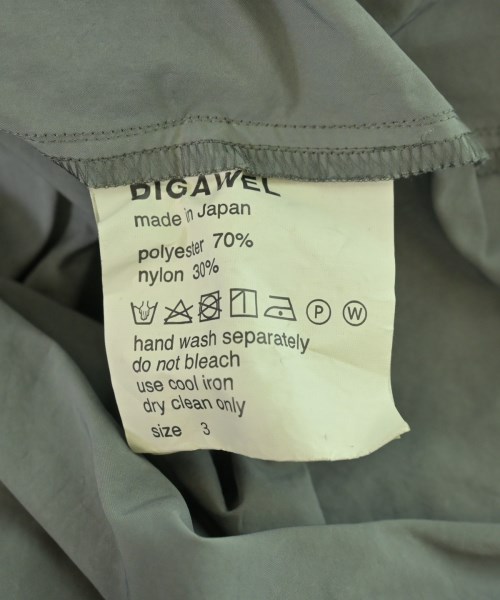 DIGAWEL
made in Japan
polyester 70%
nylon 30%
P W
hand wash separately
do not bleach
use cool iron
dry clean only
size 3